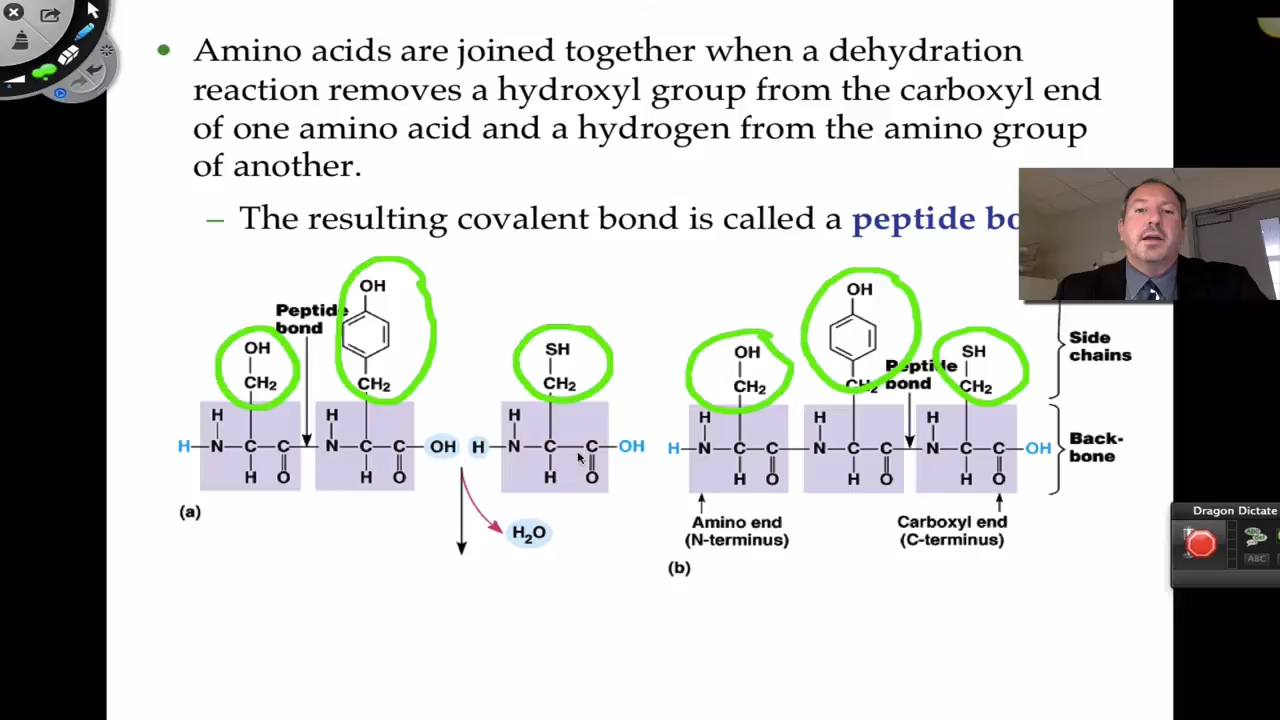 • Amino acids are joined together when a dehydration
reaction removes a hydroxyl group from the carboxyl end
of one amino acid and a hydrogen from the amino group
of another.
– The resulting covalent bond is called a peptide bo
OH
Peptide
bond
OH
CH₂
OH
CH₂
SH
CH₂
H
H
H
H–N–C–C
N–C–C–OH
H–N–C–C–OH
H O
H O
H O
H₂O
(a)
OH
CH₂
OH
CH₂
Peptide
bond
SH
CH₂
Side
chains
H
H
H
H–N–C–C–N–C–C–N–C–C–OH
H O
H O
H O
Back-
bone
Amino end
(N-terminus)
Carboxyl end
(C-terminus)
(b)
Dragon Dictate
ABC